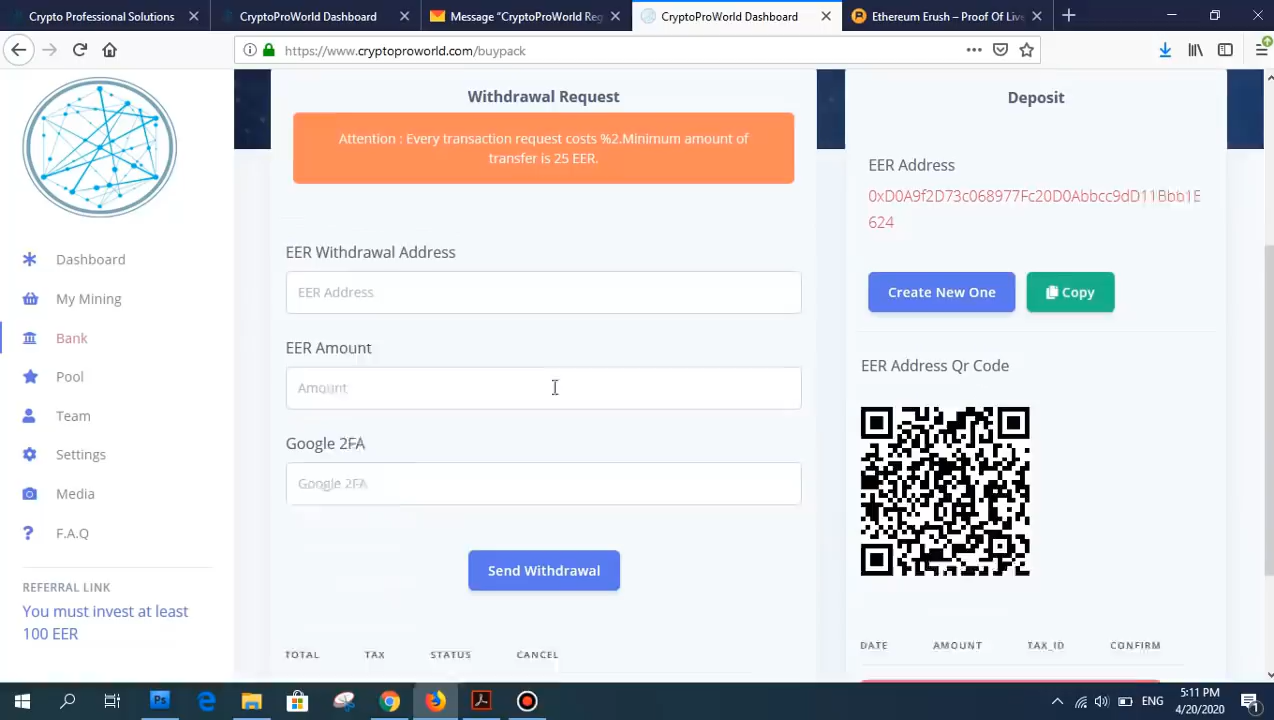 Crypto Professional Solutions
CryptoProWorld Dashboard
Message "CryptoProWorld Reg
CryptoProWorld Dashboard
Ethereum Erush – Proof Of Live
https://www.cryptoproworld.com/buypack
Dashboard
My Mining
Bank
Pool
Team
Settings
Media
F.A.Q
REFERRAL LINK
You must invest at least
100 EER
Withdrawal Request
Attention : Every transaction request costs %2.Minimum amount of
transfer is 25 EER.
EER Withdrawal Address
EER Address
EER Amount
Amount
Google 2FA
Google 2FA
Send Withdrawal
TOTAL TAX STATUS CANCEL
Deposit
EER Address
0xD0A9f2D73c068977Fc20D0Abbcc9dD11Bbb1E
624
Create New One
Copy
EER Address Qr Code
DATE AMOUNT TAX_ID CONFIRM
Ps
ENG
5:11 PM
4/20/2020
1